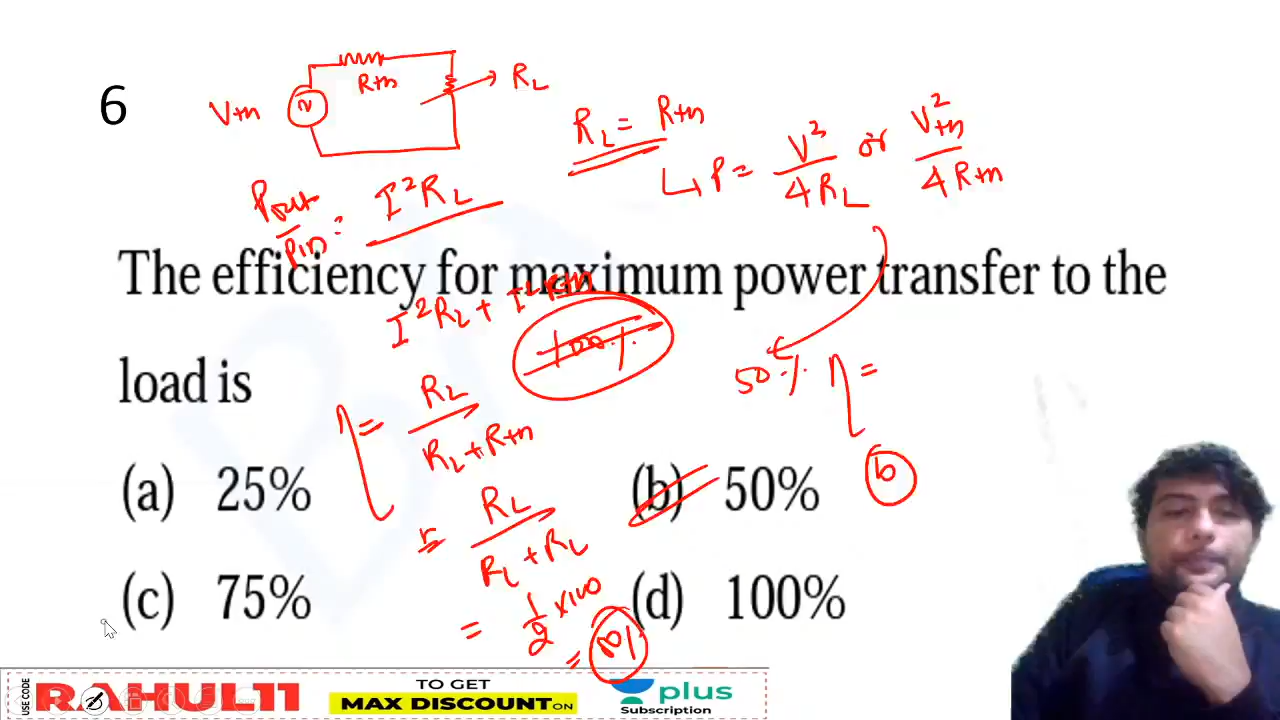 6
Vth
Rth
RL
RL = Rth
↳ P = V²/4RL or V²th/4Rth
Pout/Pin = I²RL
I²RL + I²Rth
The efficiency for maximum power transfer to the
load is
100%
50% η =
η = RL/RL+Rth
(a) 25%
(b) 50%
b
= RL/RL+RL
(c) 75%
(d) 100%
= 1/2 ×100
= 50%
USE CODE
RAHUL11
TO GET
MAX DISCOUNT ON
plus
Subscription